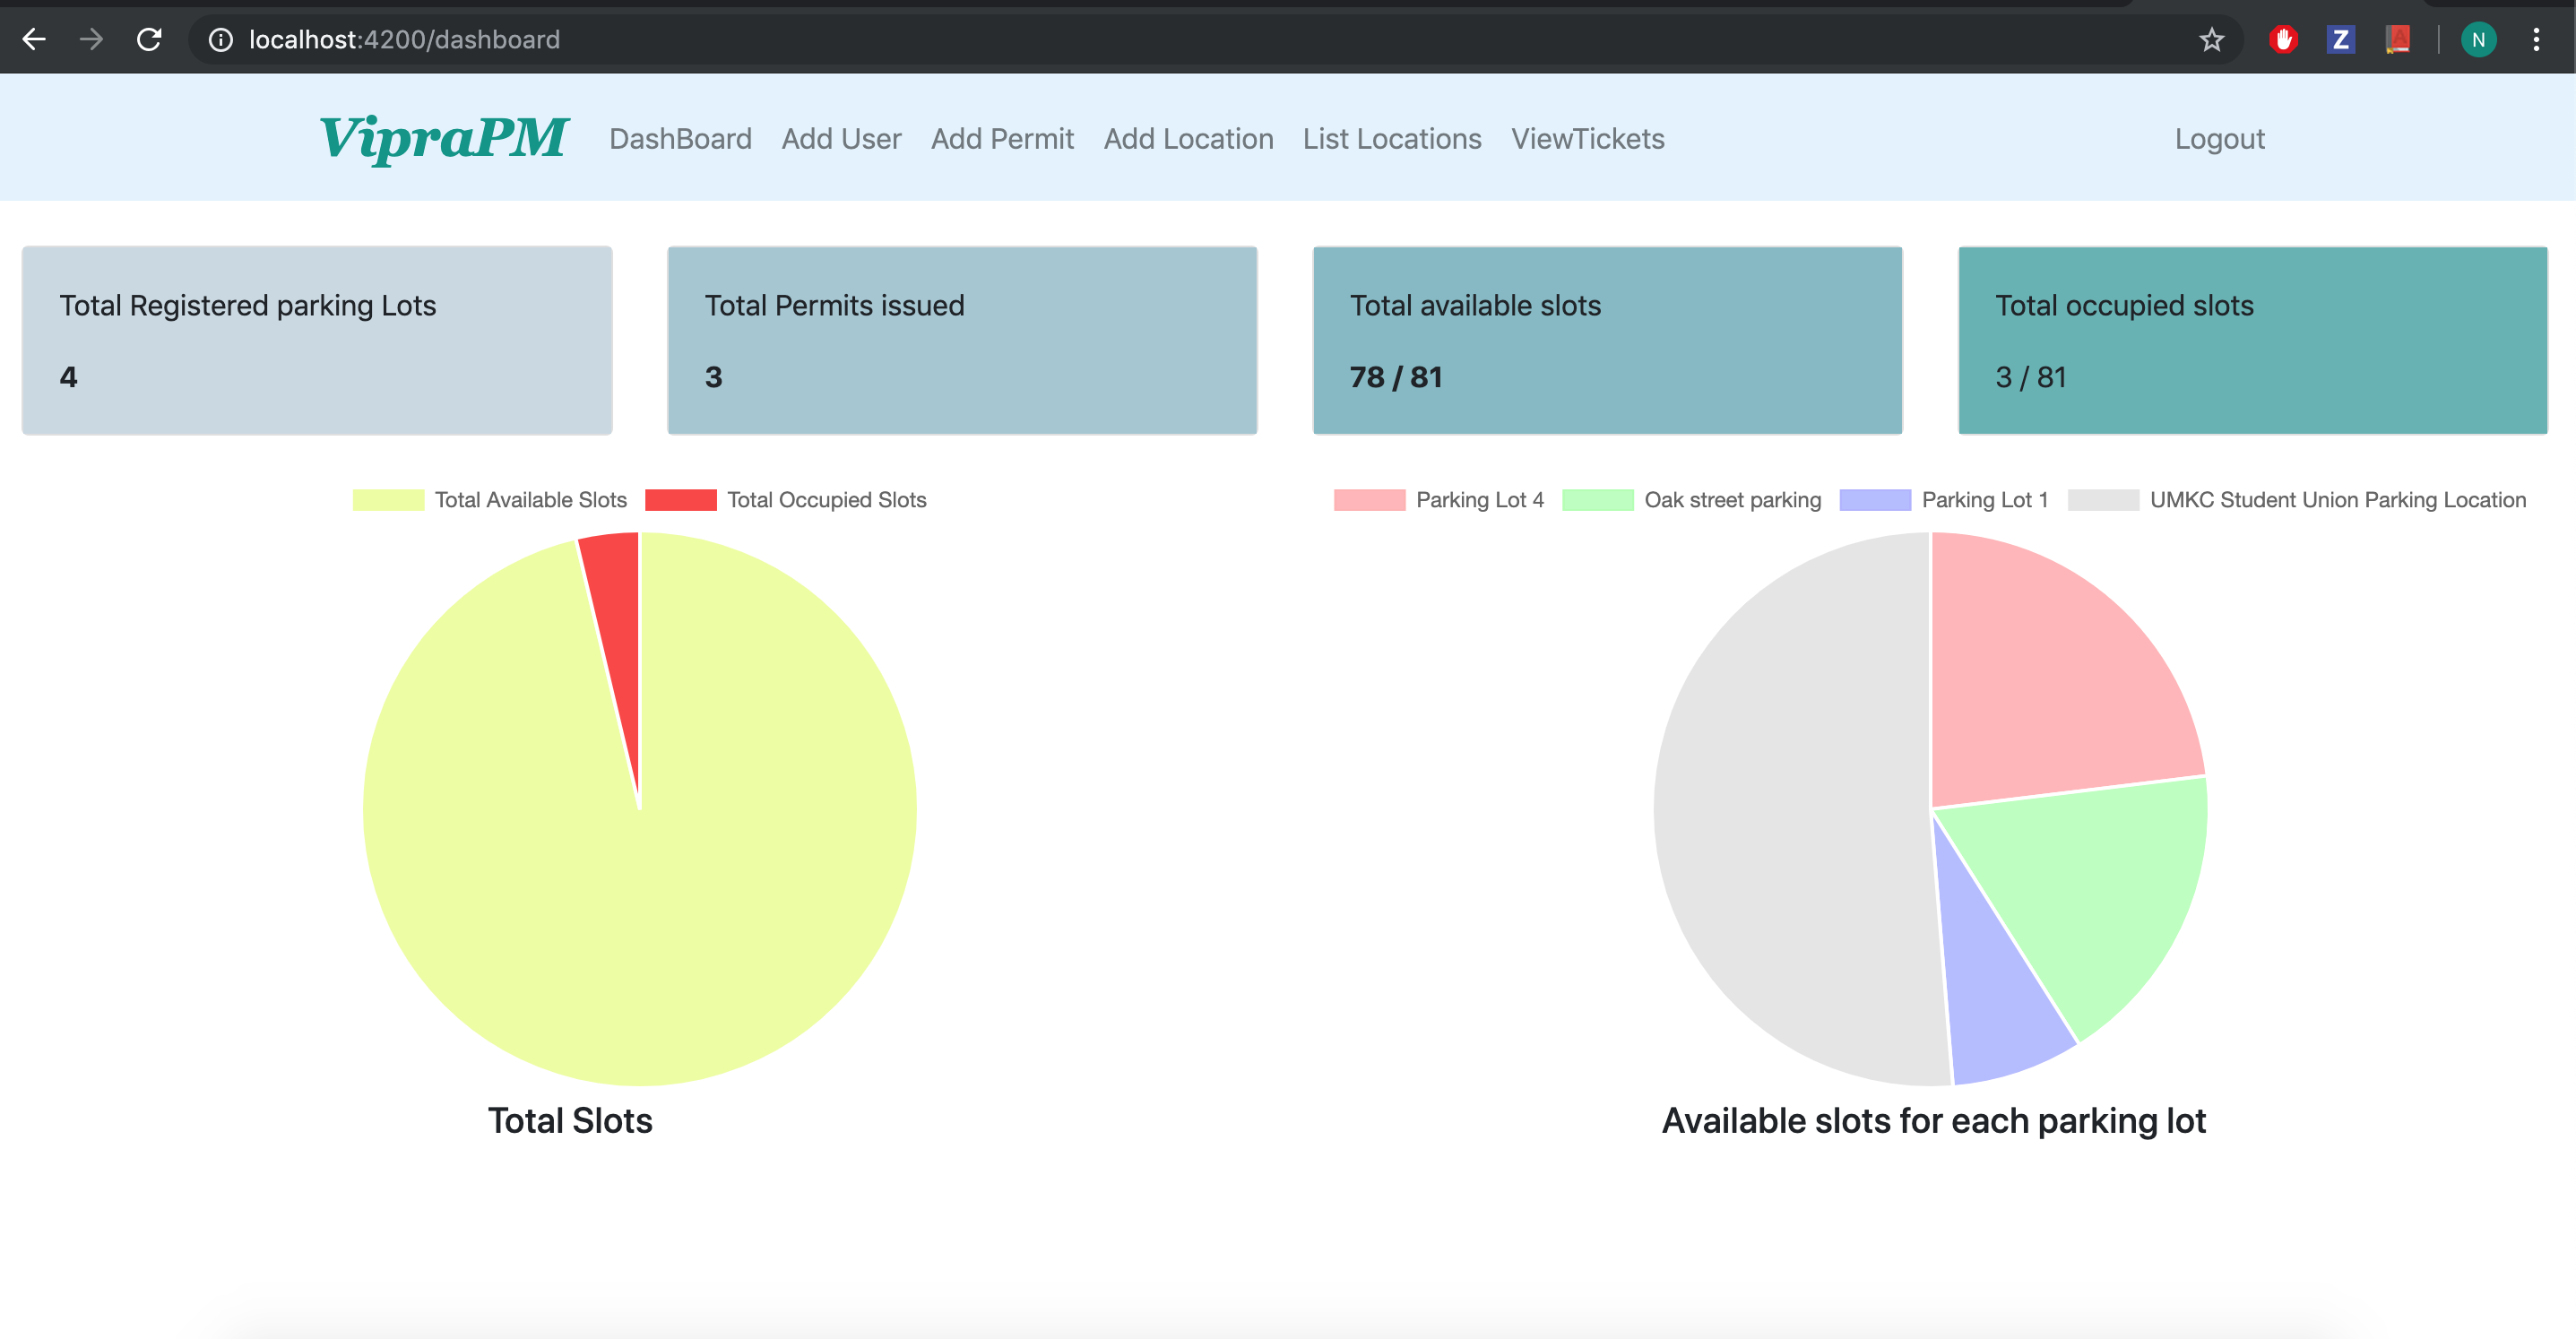 localhost:4200/dashboard
Z
A
N
VipraPM DashBoard Add User Add Permit Add Location List Locations ViewTickets Logout
Total Registered parking Lots
4
Total Permits issued
3
Total available slots
78 / 81
Total occupied slots
3 / 81
Total Available Slots Total Occupied Slots
Total Slots
Parking Lot 4 Oak street parking Parking Lot 1 UMKC Student Union Parking Location
Available slots for each parking lot